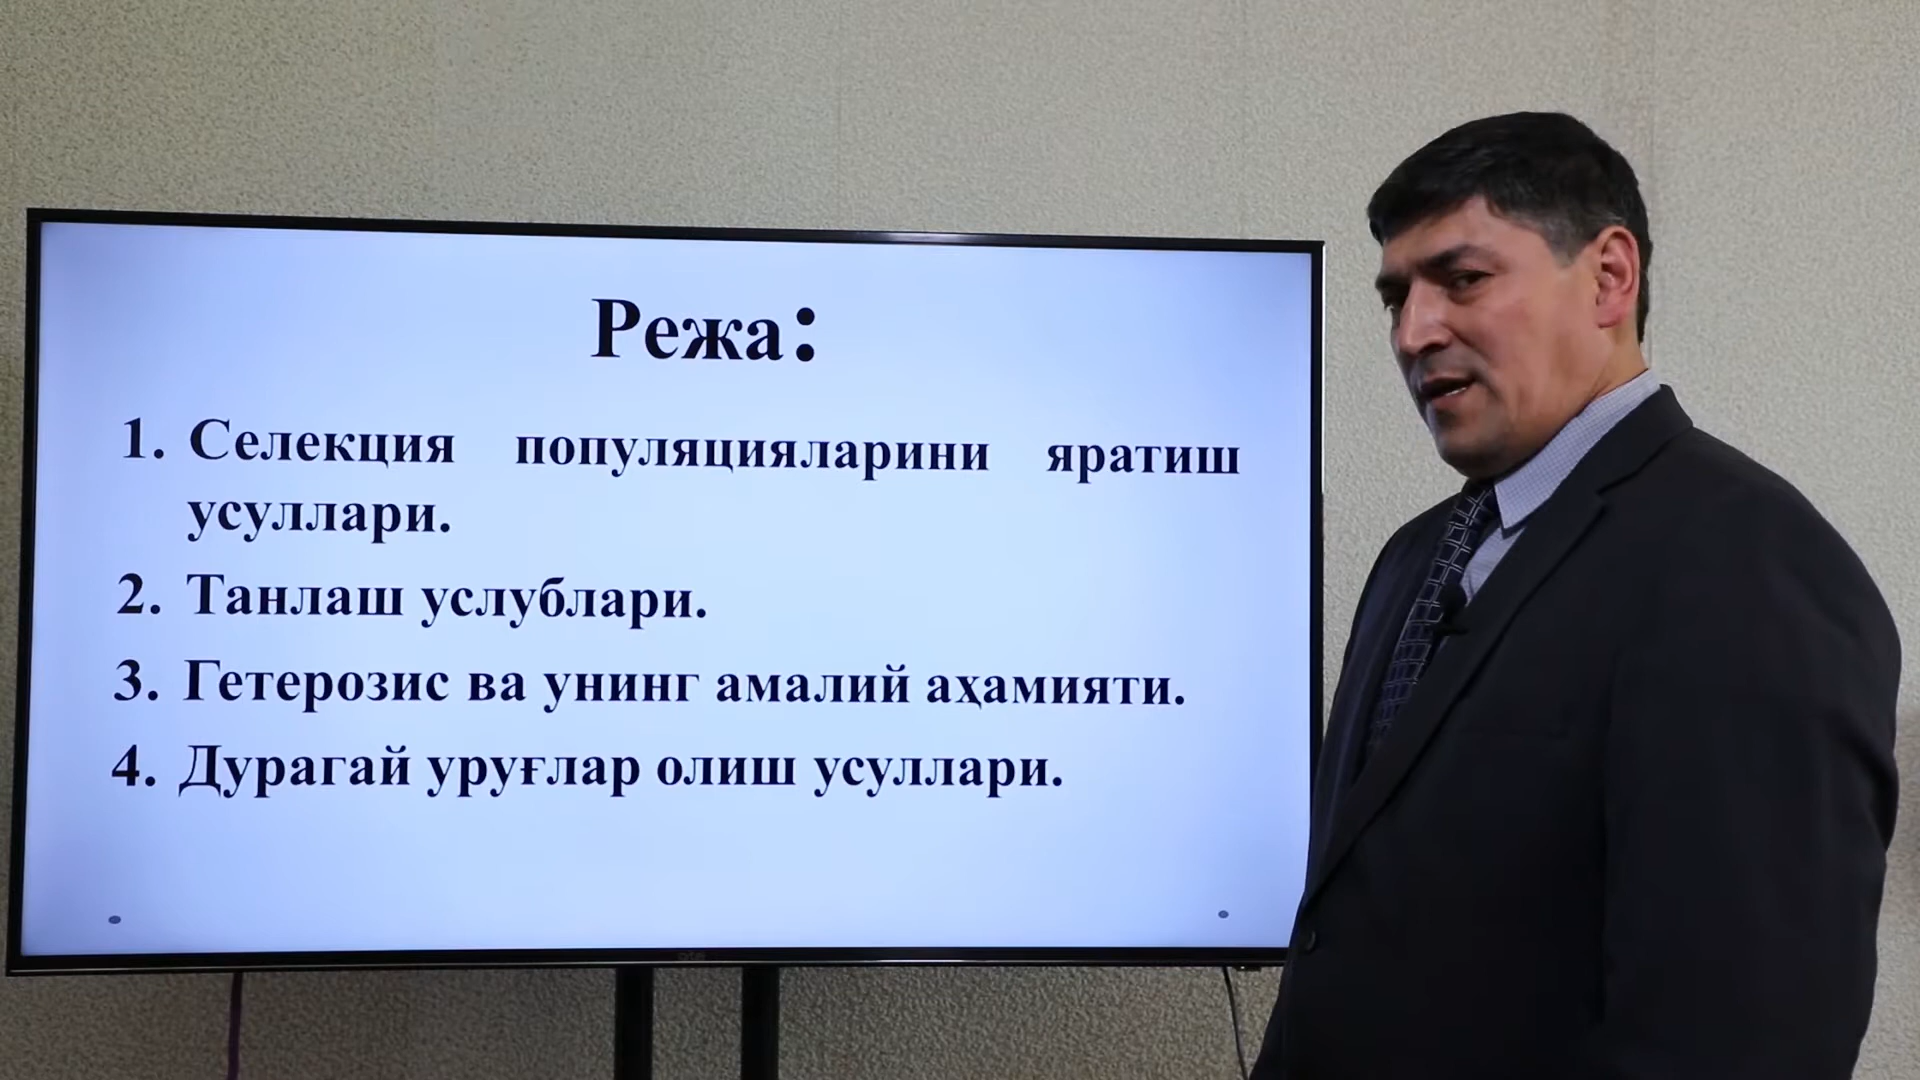 Режа:
1. Селекция популяцияларини яратиш
усуллари.
2. Танлаш услублари.
3. Гетерозис ва унинг амалий аҳамияти.
4. Дурагай уруғлар олиш усуллари.